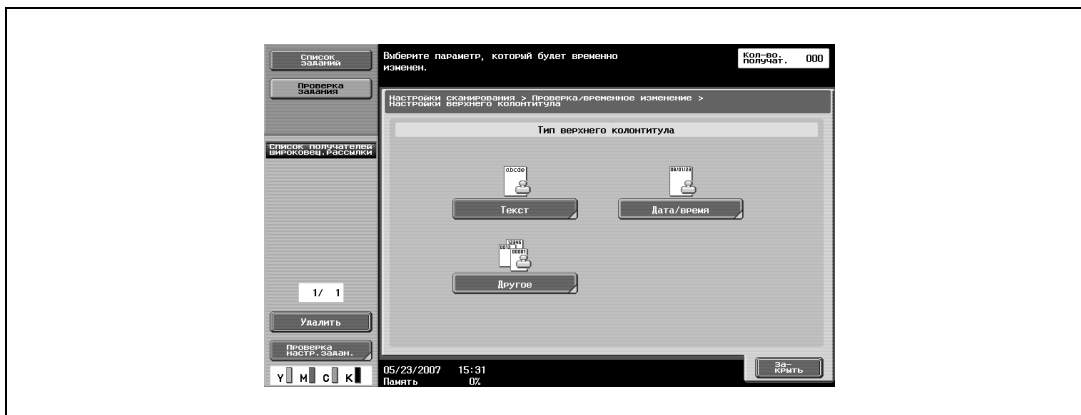 Список
заданий
Проверка
задания
Список получателей
широковещ.Рассылки
1/ 1
Удалить
Проверка
настр.задан.
Y M C K
Выберите параметр, который будет временно
изменен.
Кол-во.
получат. 000
Настройки сканирования > Проверка/временное изменение >
Настройки верхнего колонтитула
Тип верхнего колонтитула
abcde
Текст
Дата/время
Другое
05/23/2007 15:31
Память 0%
За-
крыть